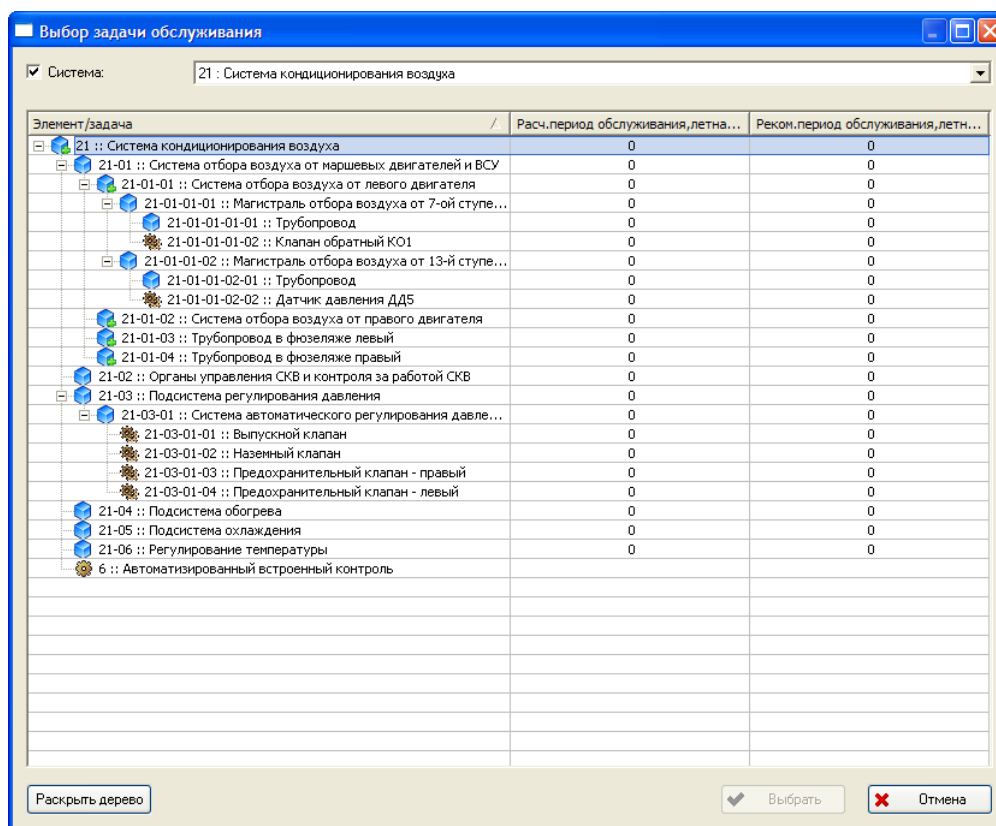 Выбор задачи обслуживания
Система: 21 : Система кондиционирования воздуха
Элемент/задача Расч.период обслуживания,летна... Реком.период обслуживания,летн...
21 :: Система кондиционирования воздуха 0 0
21-01 :: Система отбора воздуха от маршевых двигателей и ВСУ 0 0
21-01-01 :: Система отбора воздуха от левого двигателя 0 0
21-01-01-01 :: Магистраль отбора воздуха от 7-ой ступе... 0 0
21-01-01-01-01 :: Трубопровод 0 0
21-01-01-01-02 :: Клапан обратный КО1 0 0
21-01-01-02 :: Магистраль отбора воздуха от 13-й ступе... 0 0
21-01-01-02-01 :: Трубопровод 0 0
21-01-01-02-02 :: Датчик давления ДД5 0 0
21-01-02 :: Система отбора воздуха от правого двигателя 0 0
21-01-03 :: Трубопровод в фюзеляже левый 0 0
21-01-04 :: Трубопровод в фюзеляже правый 0 0
21-02 :: Органы управления СКВ и контроля за работой СКВ 0 0
21-03 :: Подсистема регулирования давления 0 0
21-03-01 :: Система автоматического регулирования давле... 0 0
21-03-01-01 :: Выпускной клапан 0 0
21-03-01-02 :: Наземный клапан 0 0
21-03-01-03 :: Предохранительный клапан - правый 0 0
21-03-01-04 :: Предохранительный клапан - левый 0 0
21-04 :: Подсистема обогрева 0 0
21-05 :: Подсистема охлаждения 0 0
21-06 :: Регулирование температуры 0 0
6 :: Автоматизированный встроенный контроль
Раскрыть дерево Выбрать Отмена